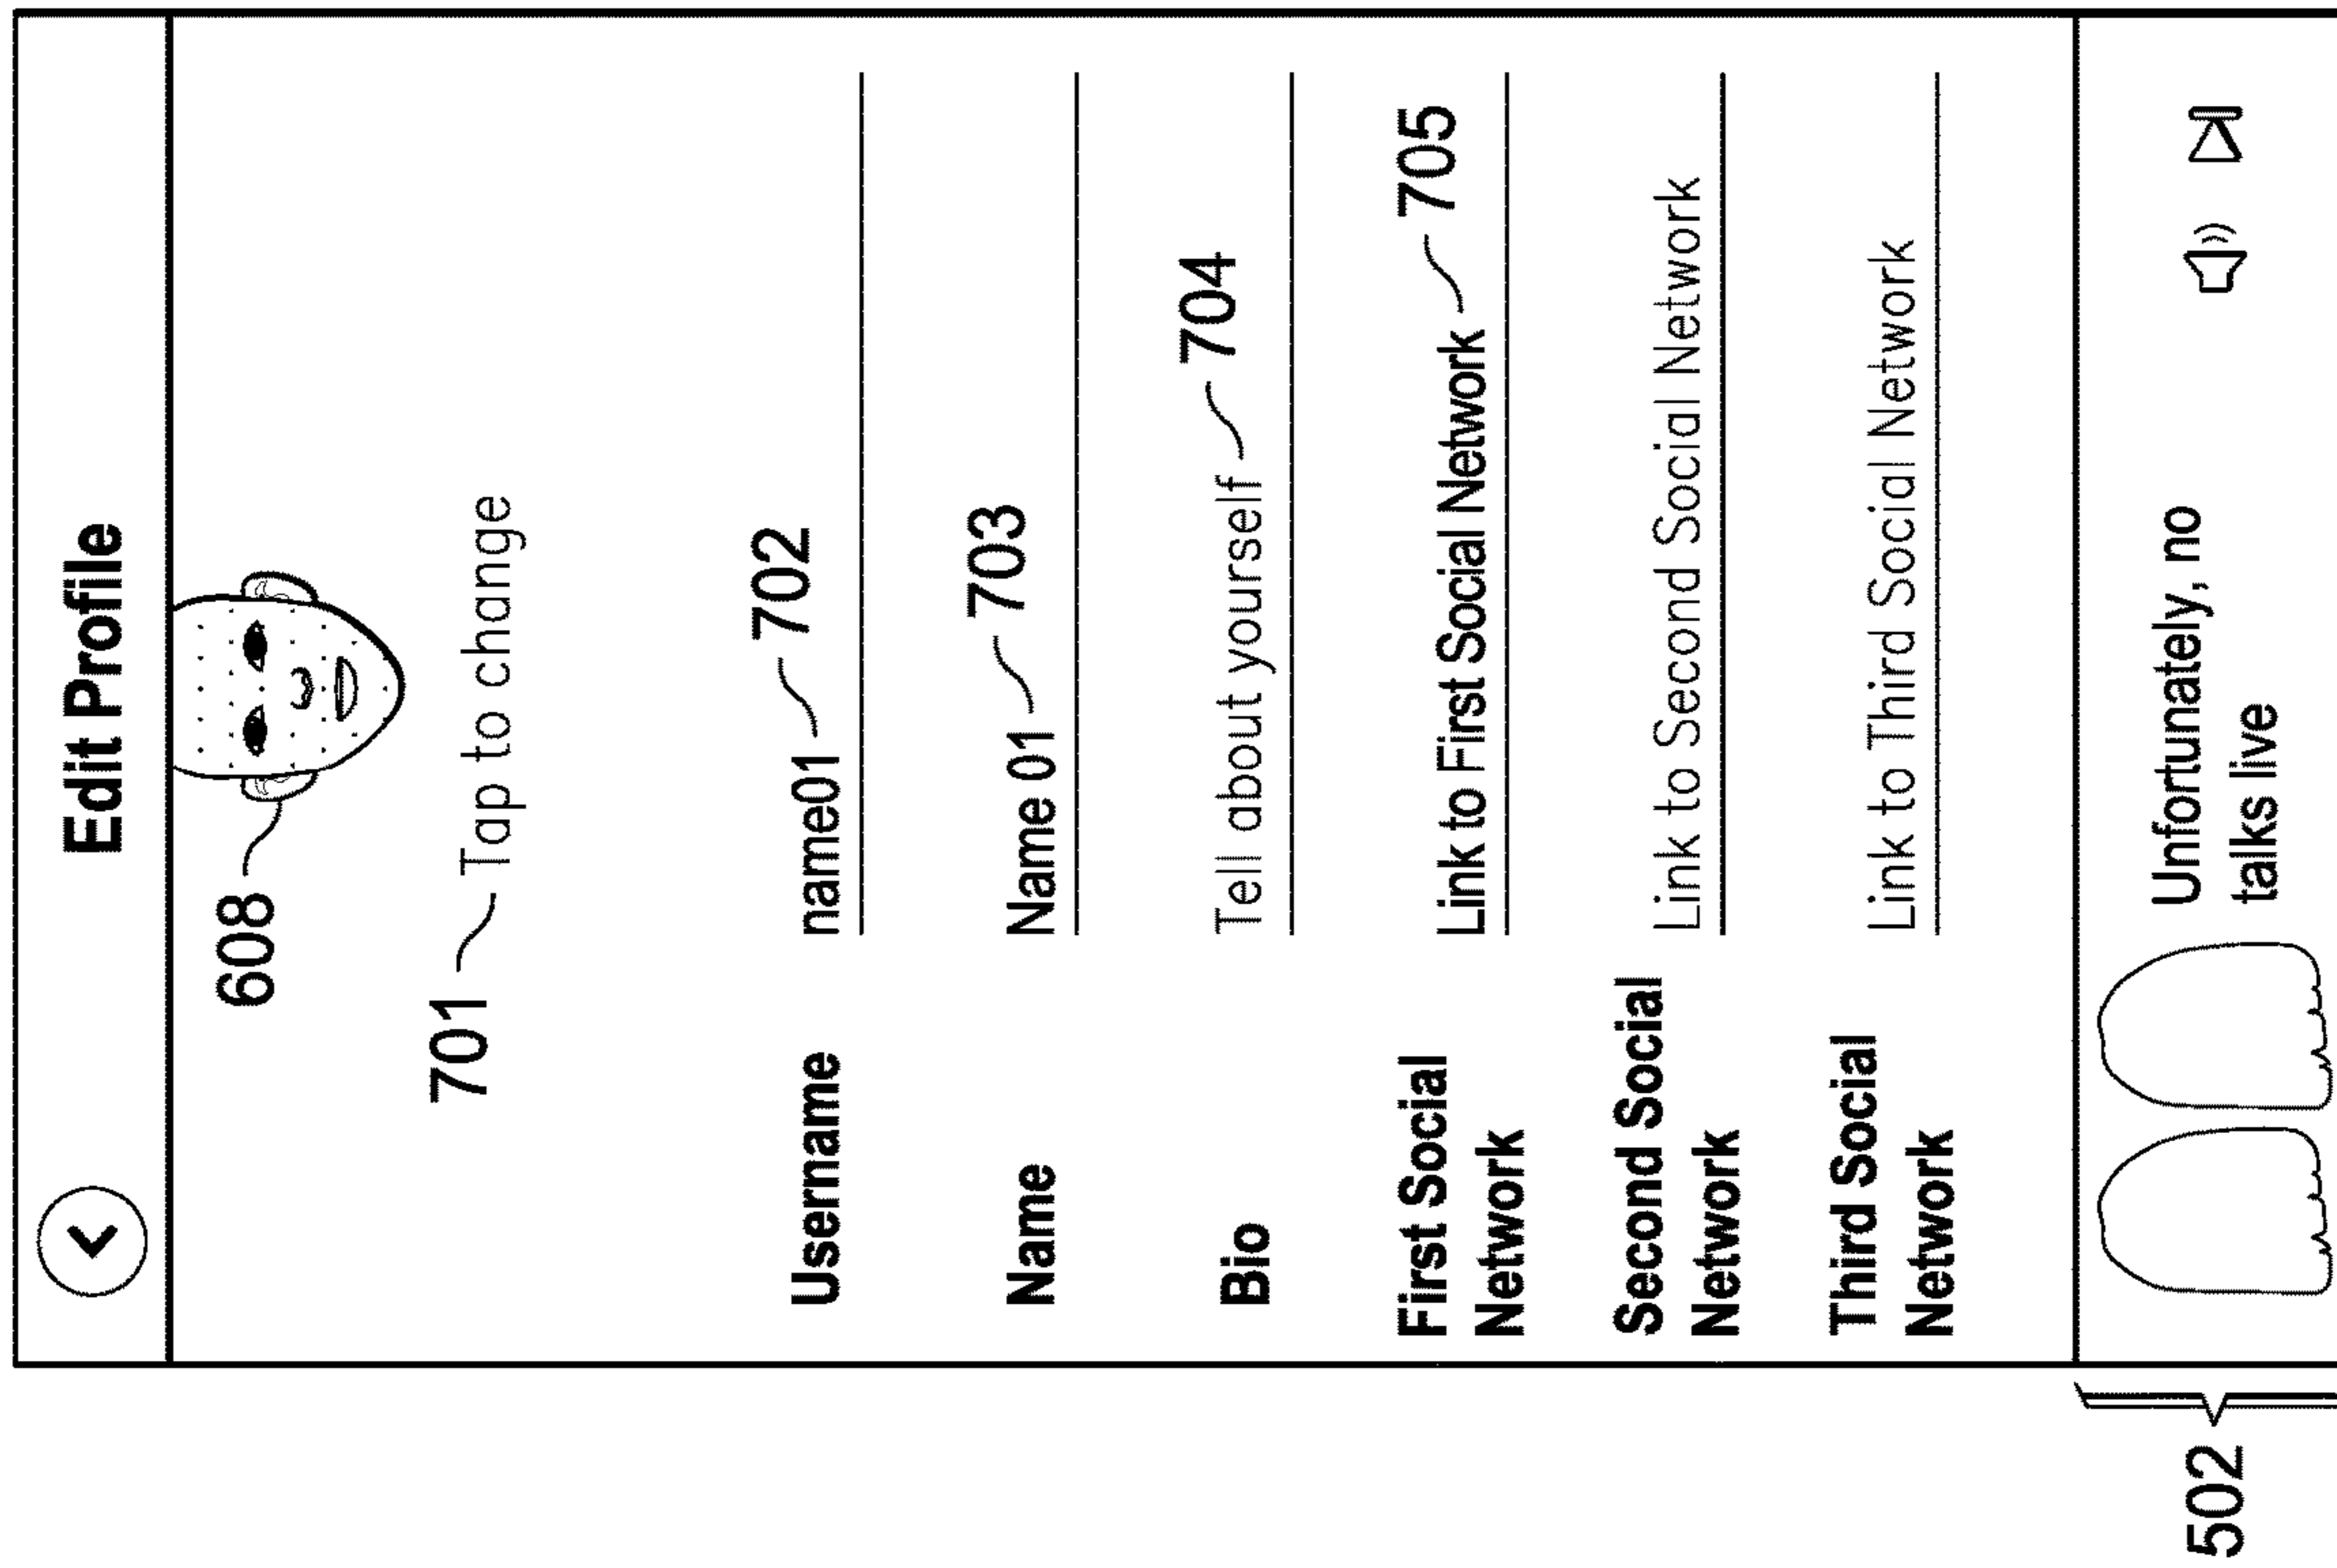 Edit Profile
608
701 Tap to change
Username name01 702
Name Name 01 703
Bio Tell about yourself 704
First Social
Network Link to First Social Network 705
Second Social
Network Link to Second Social Network
Third Social
Network Link to Third Social Network
502
Unfortunately, no
talks live